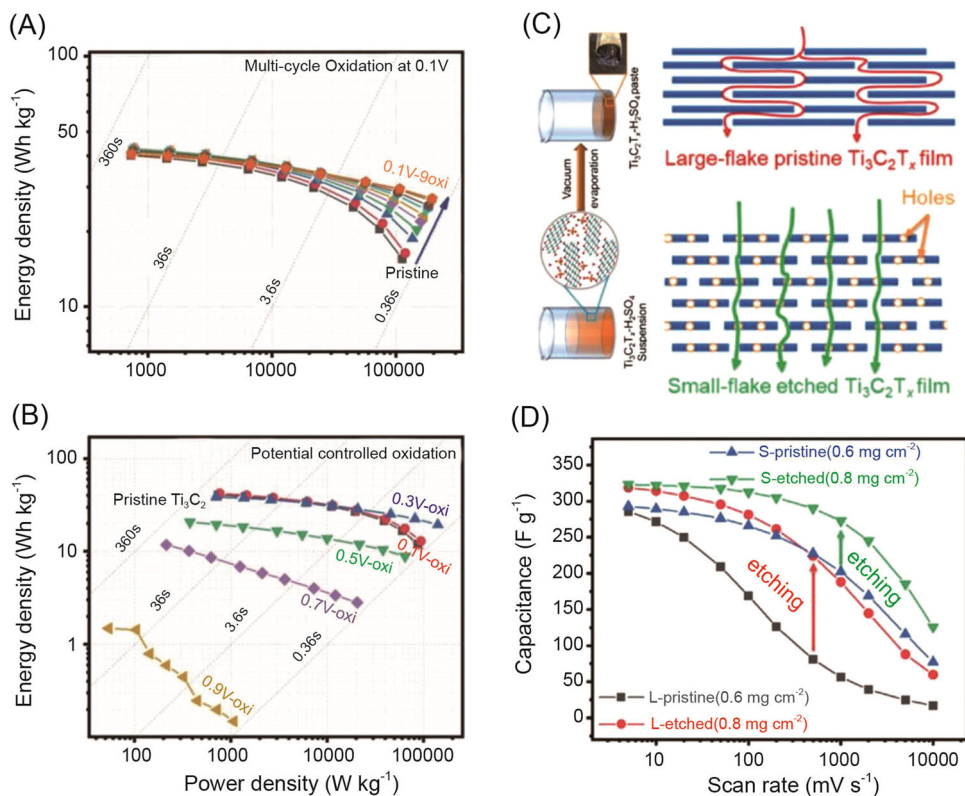 (A)
Multi-cycle Oxidation at 0.1V
Energy density (Wh kg⁻¹)
100
50
10
360s
36s
3.6s
0.36s
0.1V-9oxi
Pristine
1000
10000
100000
(B)
Potential controlled oxidation
Energy density (Wh kg⁻¹)
100
10
1
Pristine Ti₃C₂
360s
36s
3.6s
0.36s
0.3V-oxi
0.1V-oxi
0.5V-oxi
0.7V-oxi
0.9V-oxi
100
1000
10000
100000
Power density (W kg⁻¹)
(C)
Ti₃C₂Tₓ-H₂SO₄ paste
Vacuum
evaporation
Ti₃C₂Tₓ-H₂SO₄
Suspension
Large-flake pristine Ti₃C₂Tₓ film
Holes
Small-flake etched Ti₃C₂Tₓ film
(D)
S-pristine(0.6 mg cm⁻²)
S-etched(0.8 mg cm⁻²)
Capacitance (F g⁻¹)
350
300
250
200
150
100
50
0
etching
etching
L-pristine(0.6 mg cm⁻²)
L-etched(0.8 mg cm⁻²)
10
100
1000
10000
Scan rate (mV s⁻¹)